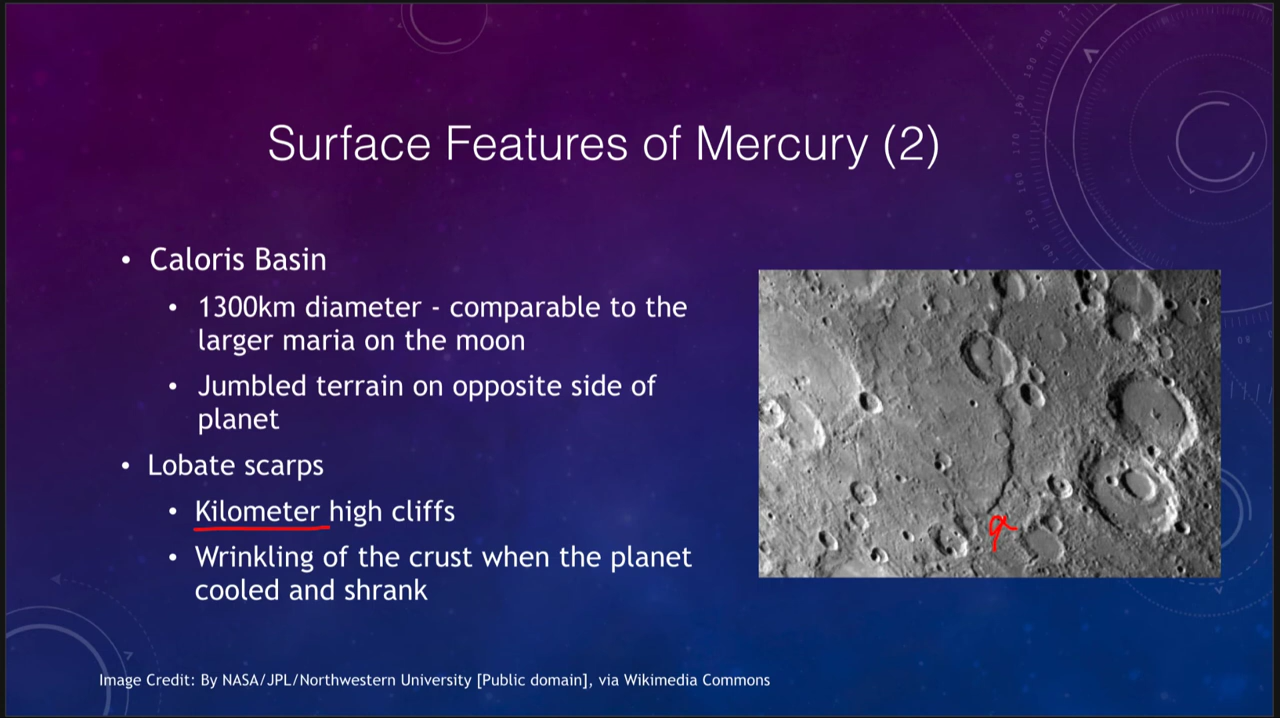 Surface Features of Mercury (2)
• Caloris Basin
• 1300km diameter - comparable to the
larger maria on the moon
• Jumbled terrain on opposite side of
planet
• Lobate scarps
• Kilometer high cliffs
• Wrinkling of the crust when the planet
cooled and shrank
Image Credit: By NASA/JPL/Northwestern University [Public domain], via Wikimedia Commons